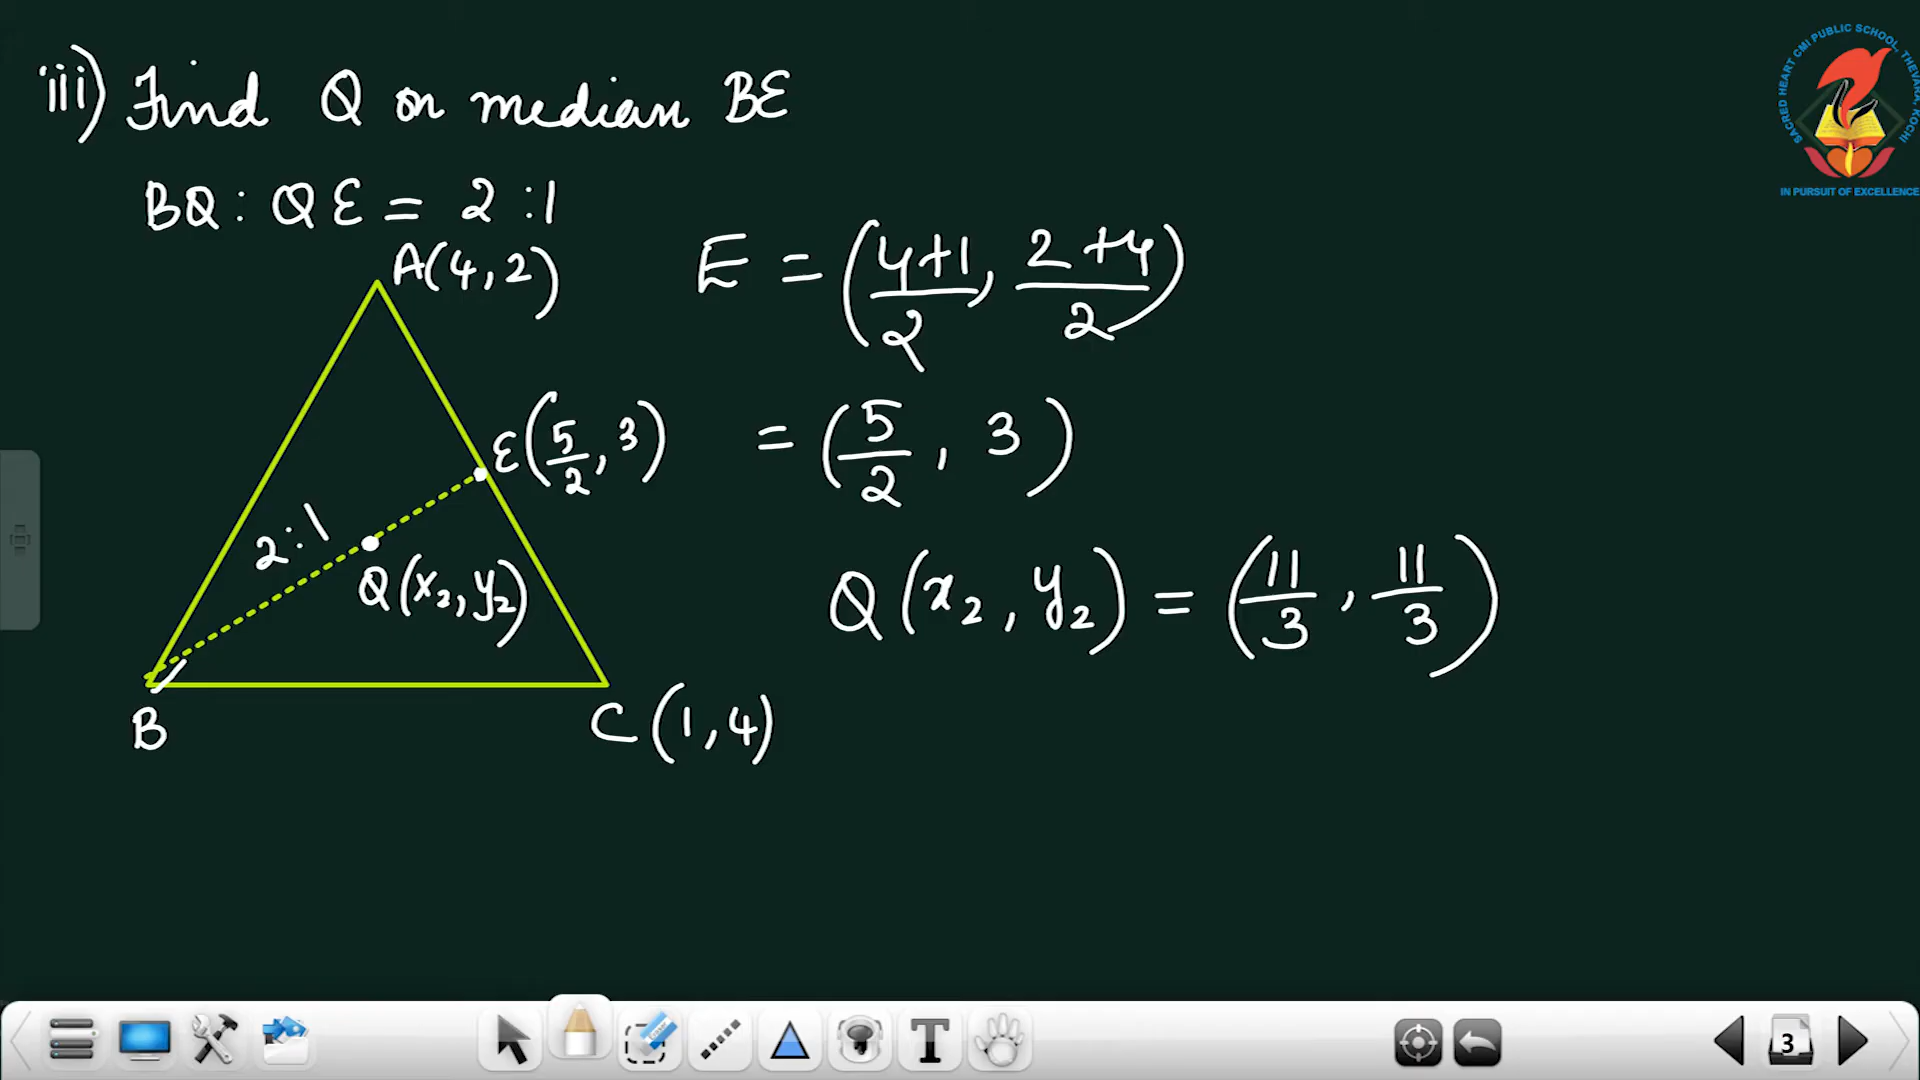 iii) Find Q on median BE
BQ : QE = 2 : 1
A(4, 2)
E = (4+1/2, 2+4/2)
E(5/2, 3)
= (5/2, 3)
2:1
Q(x₂, y₂)
Q(x₂, y₂) = (11/3, 11/3)
B
C(1, 4)
SACRED HEART CMI PUBLIC SCHOOL, THEVARA, KOCHI
IN PURSUIT OF EXCELLENCE
T
3